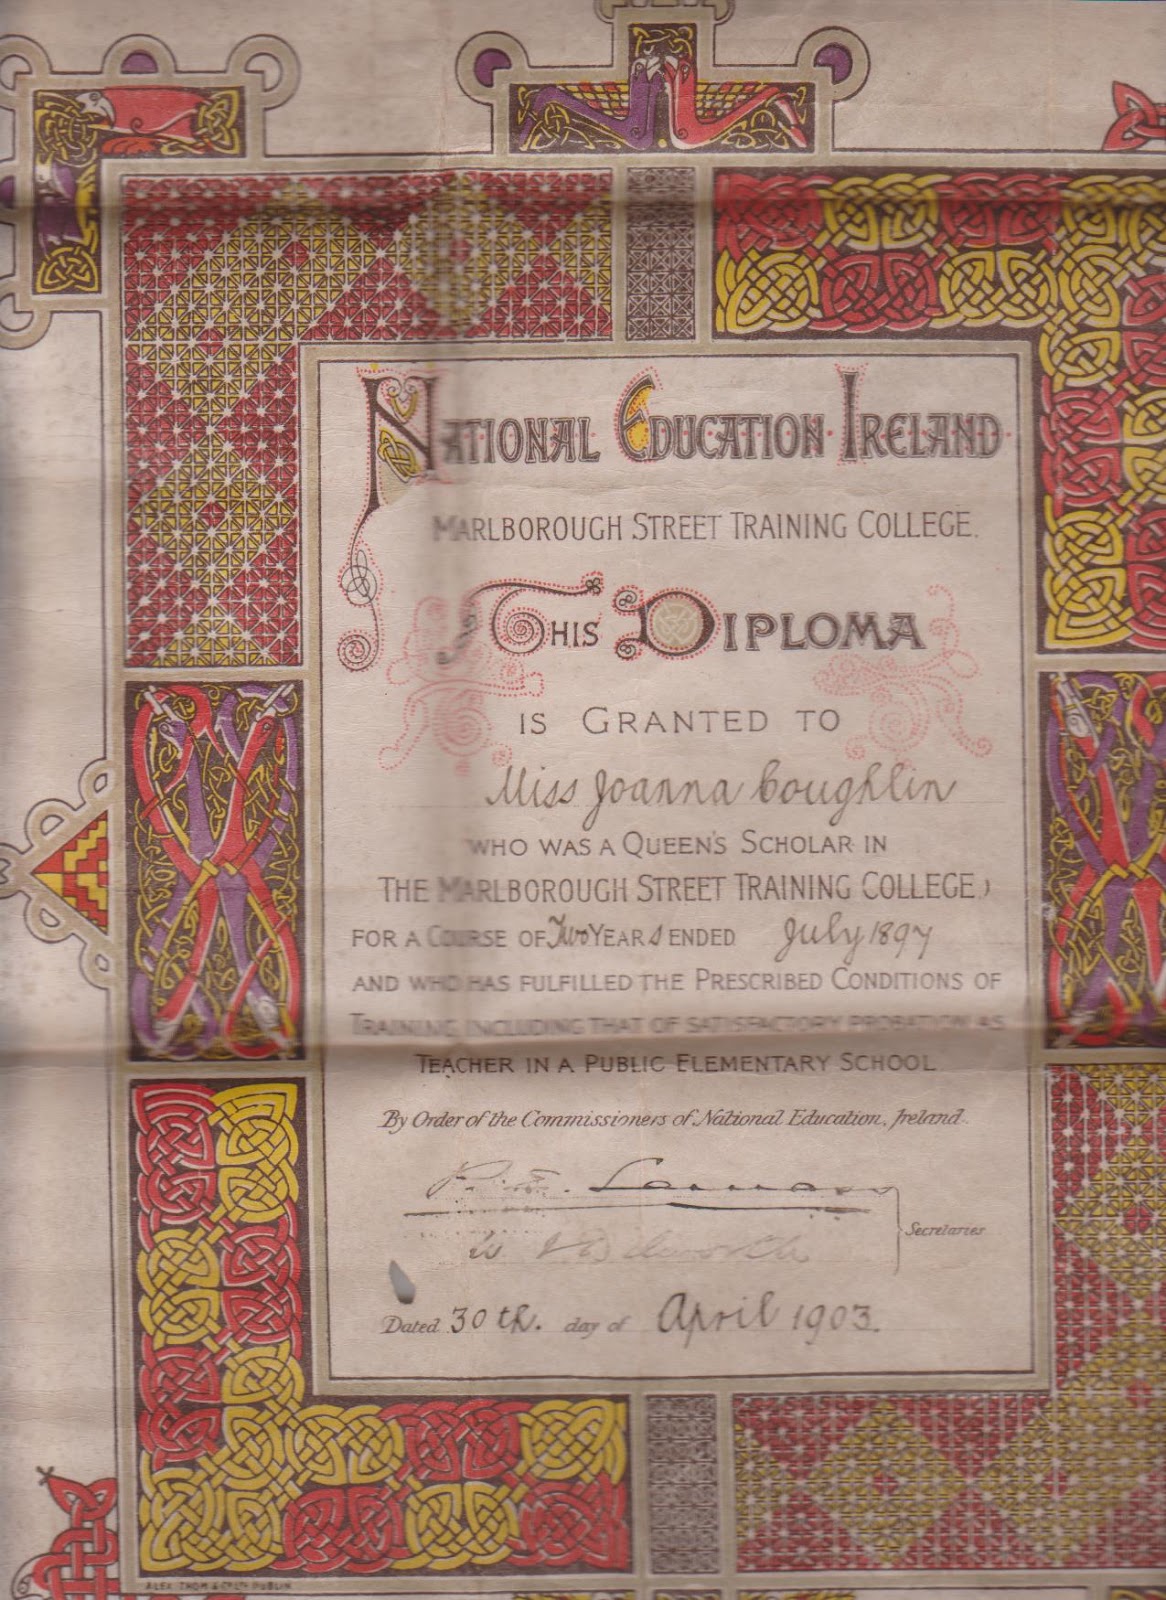 NATIONAL EDUCATION IRELAND
MARLBOROUGH STREET TRAINING COLLEGE.
THIS DIPLOMA
IS GRANTED TO
Miss Joanna Coughlin
WHO WAS A QUEEN'S SCHOLAR IN
THE MARLBOROUGH STREET TRAINING COLLEGE,
FOR A COURSE OF Two YEARS ENDED July 1897
AND WHO HAS FULFILLED THE PRESCRIBED CONDITIONS OF
TRAINING, INCLUDING THAT OF SATISFACTORY PROBATION AS
TEACHER IN A PUBLIC ELEMENTARY SCHOOL
By Order of the Commissioners of National Education, Ireland.
Secretaries
Dated 30th. day of April 1903.
ALEX. THOM & CO LTD DUBLIN